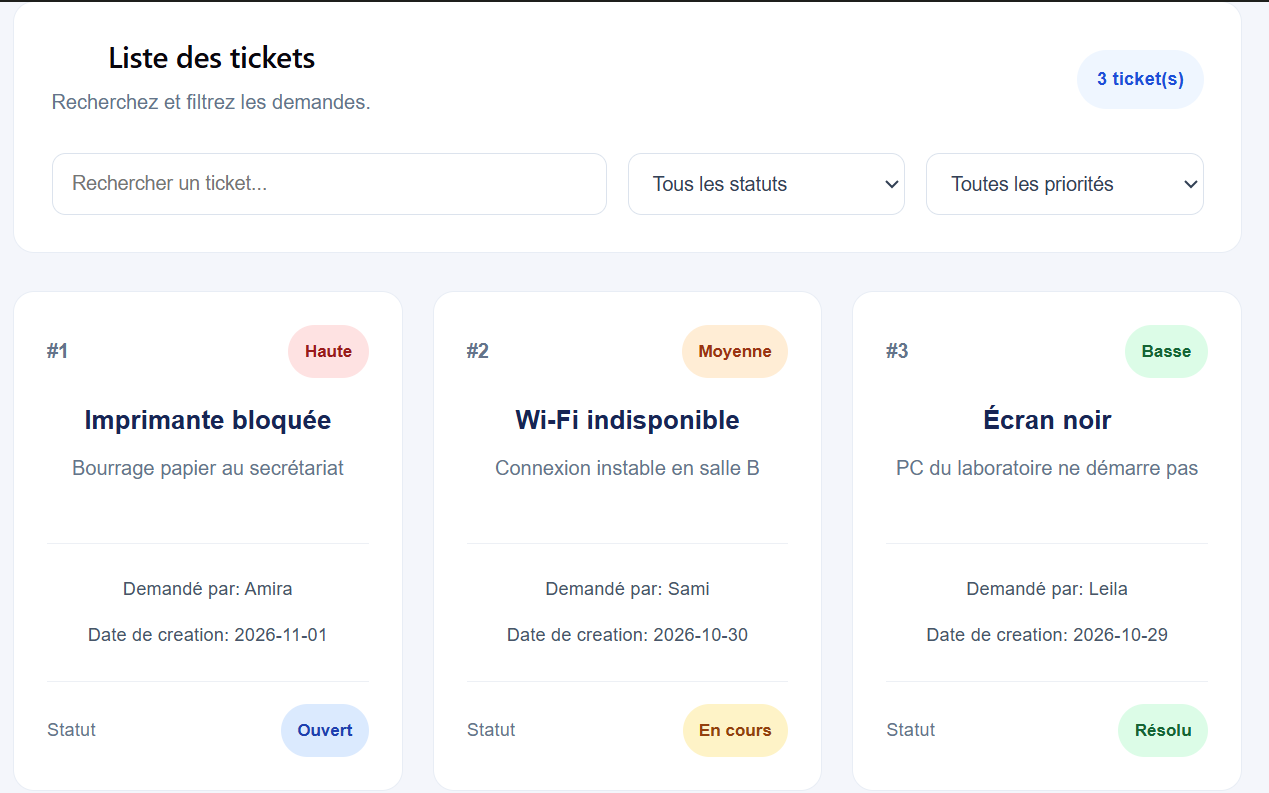 Liste des tickets
Recherchez et filtrez les demandes.
3 ticket(s)
Rechercher un ticket...
Tous les statuts
Toutes les priorités
#1
Haute
Imprimante bloquée
Bourrage papier au secrétariat
Demandé par: Amira
Date de creation: 2026-11-01
Statut
Ouvert
#2
Moyenne
Wi-Fi indisponible
Connexion instable en salle B
Demandé par: Sami
Date de creation: 2026-10-30
Statut
En cours
#3
Basse
Écran noir
PC du laboratoire ne démarre pas
Demandé par: Leila
Date de creation: 2026-10-29
Statut
Résolu